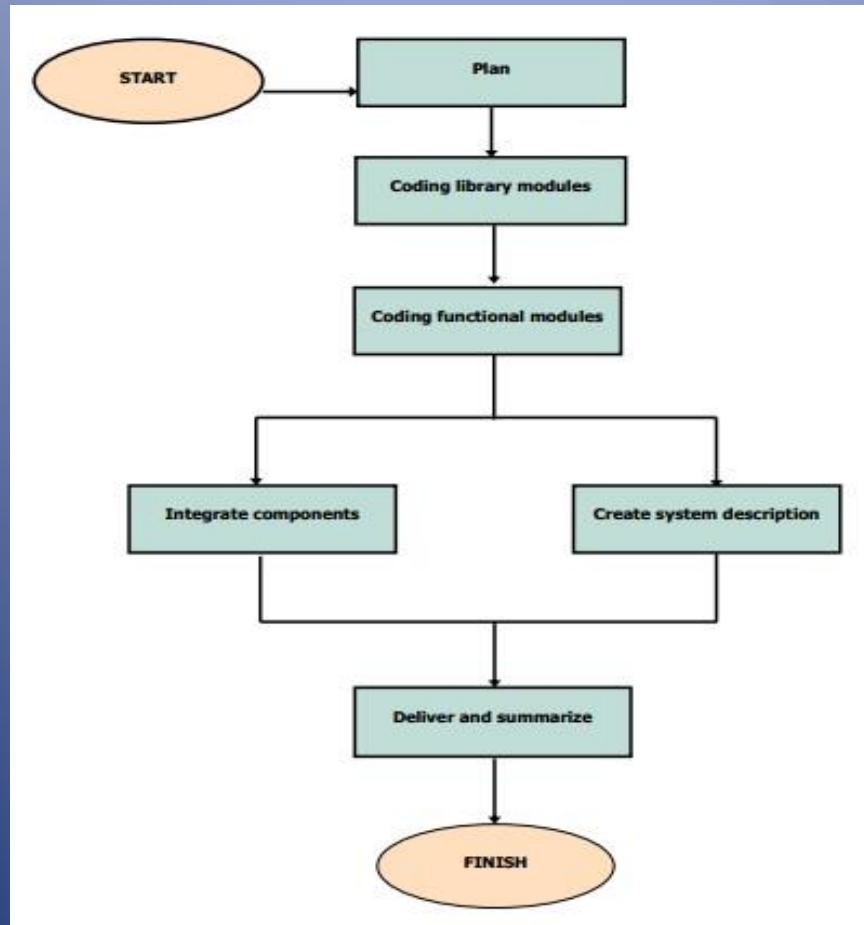 START
Plan
Coding library modules
Coding functional modules
Integrate components
Create system description
Deliver and summarize
FINISH